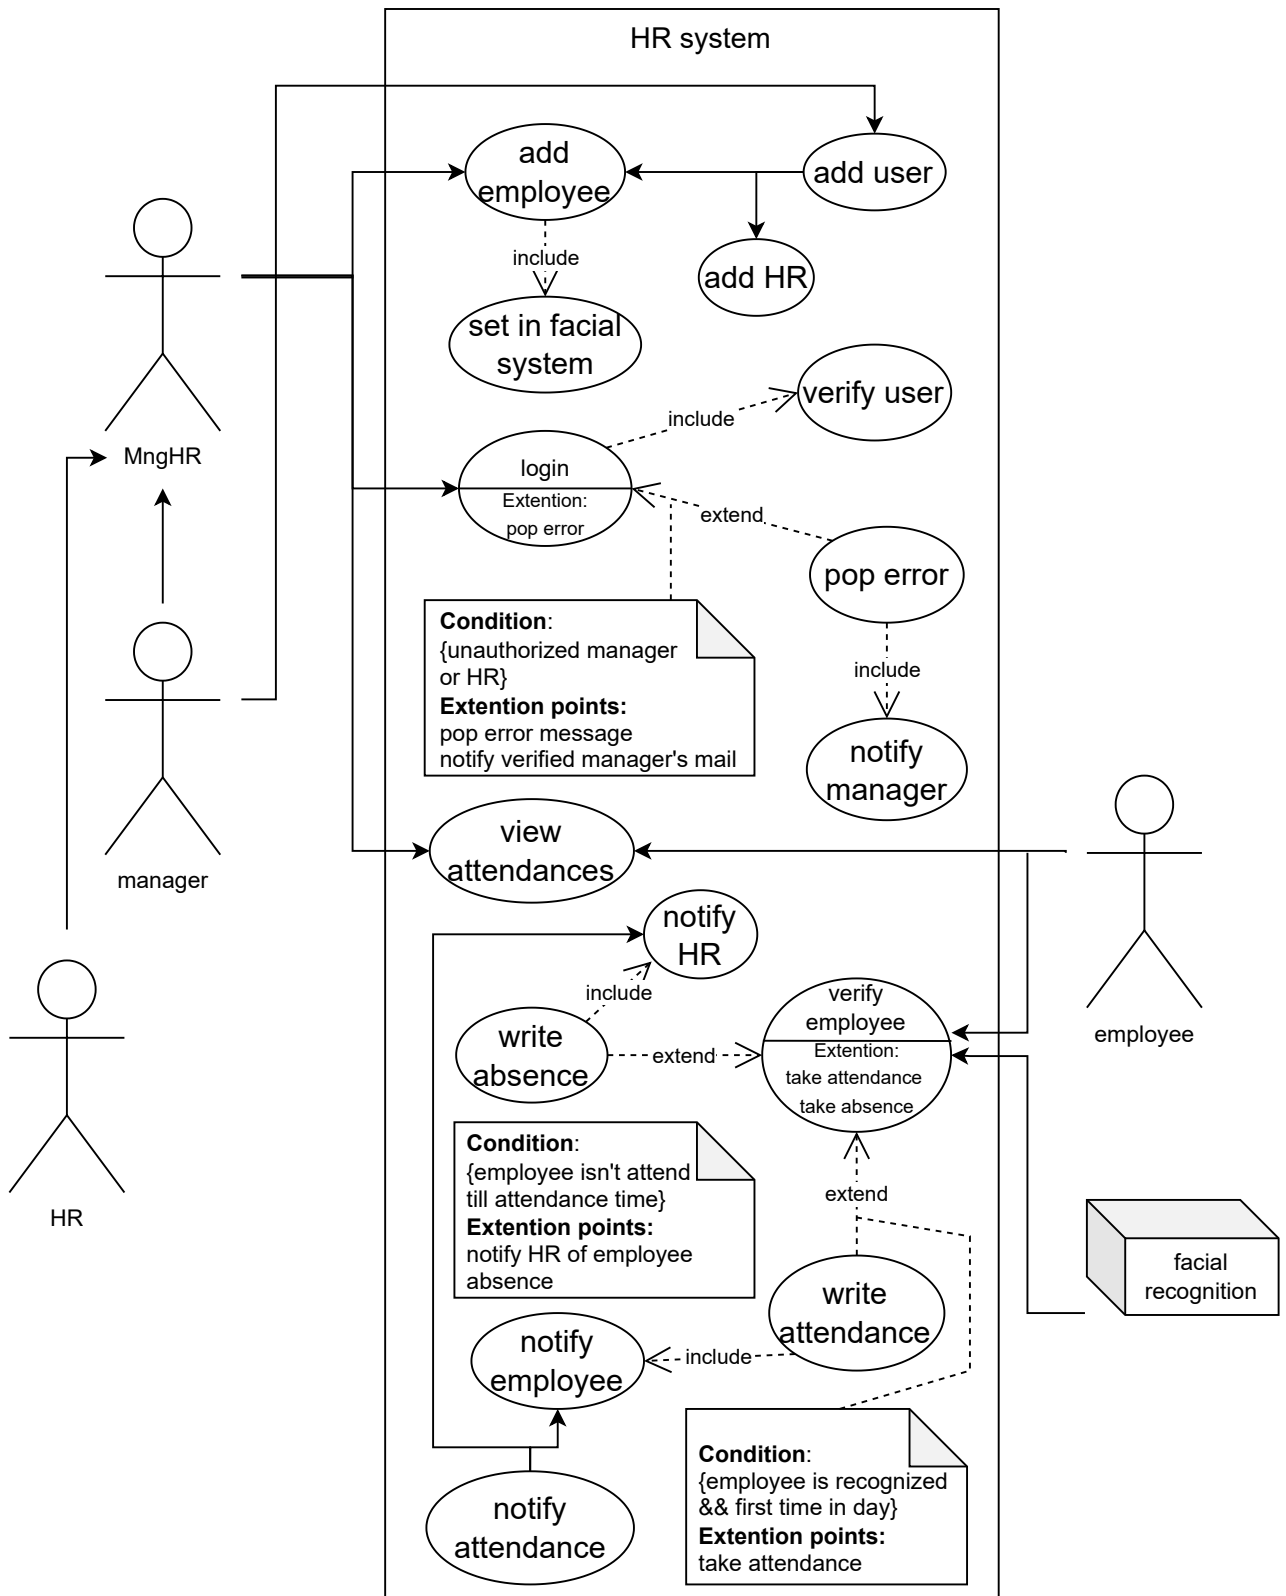 HR system
add
employee
add user
include
add HR
set in facial
system
verify user
include
MngHR
login
Extention:
pop error
extend
pop error
Condition:
{unauthorized manager
or HR}
Extention points:
pop error message
notify verified manager's mail
include
notify
manager
manager
view
attendances
notify
HR
include
verify
employee
Extention:
take attendance
take absence
employee
write
absence
extend
Condition:
{employee isn't attend
till attendance time}
Extention points:
notify HR of employee
absence
extend
HR
facial
recognition
write
attendance
notify
employee
include
Condition:
{employee is recognized
&& first time in day}
Extention points:
take attendance
notify
attendance